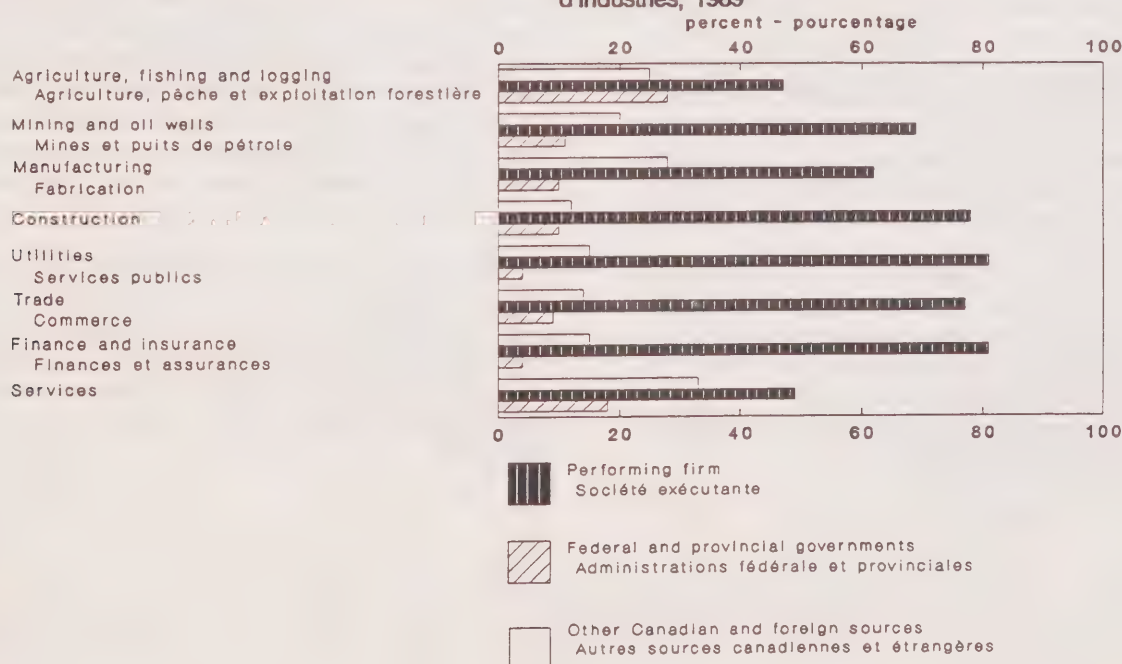 d'industries, 1989
percent - pourcentage
0 20 40 60 80 100
Agriculture, fishing and logging
Agriculture, pêche et exploitation forestière
Mining and oil wells
Mines et puits de pétrole
Manufacturing
Fabrication
Construction
Utilities
Services publics
Trade
Commerce
Finance and insurance
Finances et assurances
Services
0 20 40 60 80 100
Performing firm
Société exécutante
Federal and provincial governments
Administrations fédérale et provinciales
Other Canadian and foreign sources
Autres sources canadiennes et étrangères